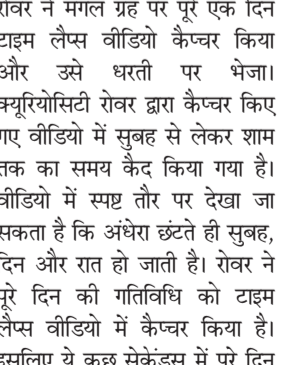 रोवर ने मंगल ग्रह पर पूरे एक दिन
टाइम लैप्स वीडियो कैप्चर किया
और उसे धरती पर भेजा।
क्यूरियोसिटी रोवर द्वारा कैप्चर किए
गए वीडियो में सुबह से लेकर शाम
तक का समय कैद किया गया है।
वीडियो में स्पष्ट तौर पर देखा जा
सकता है कि अंधेरा छंटते ही सुबह,
दिन और रात हो जाती है। रोवर ने
पूरे दिन की गतिविधि को टाइम
लैप्स वीडियो में कैप्चर किया है।
इसलिए ये कुछ सेकेंड्स में पूरे दिन